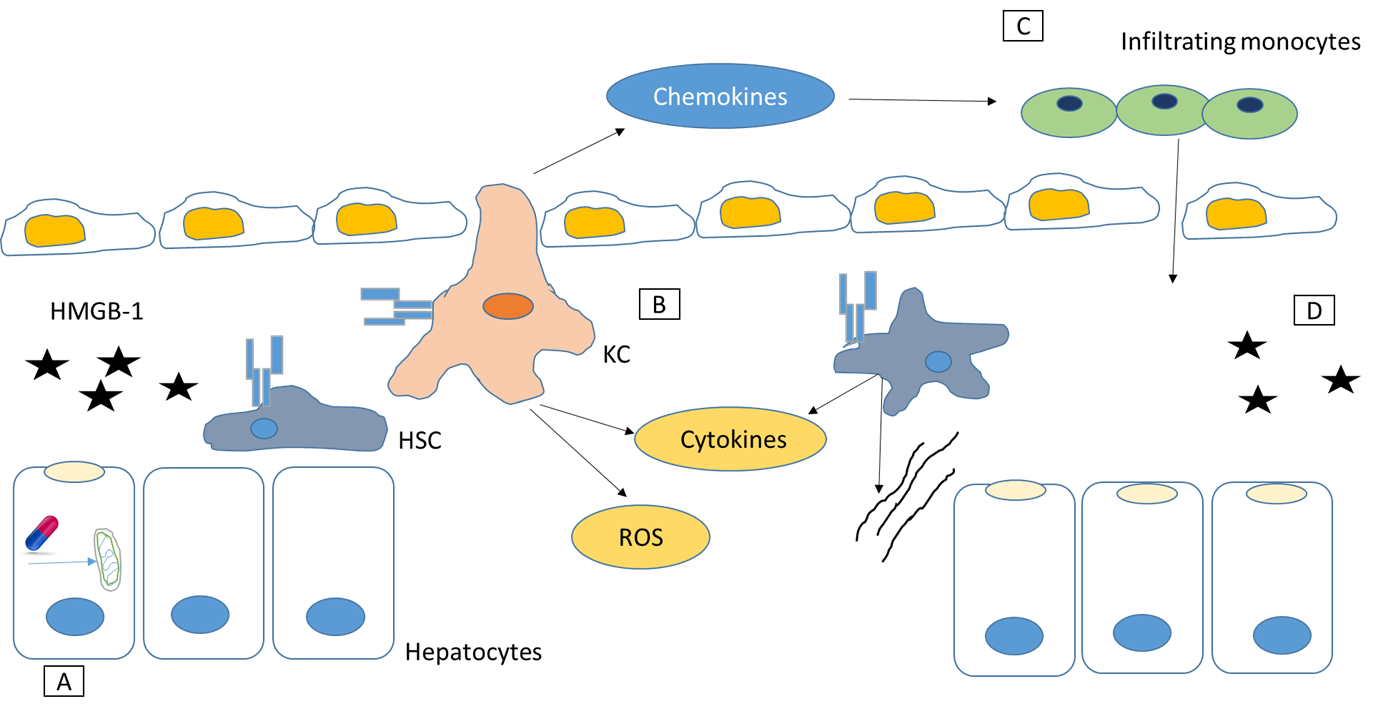 C
Infiltrating monocytes
Chemokines
HMGB-1
B
D
KC
HSC
Cytokines
ROS
Hepatocytes
A